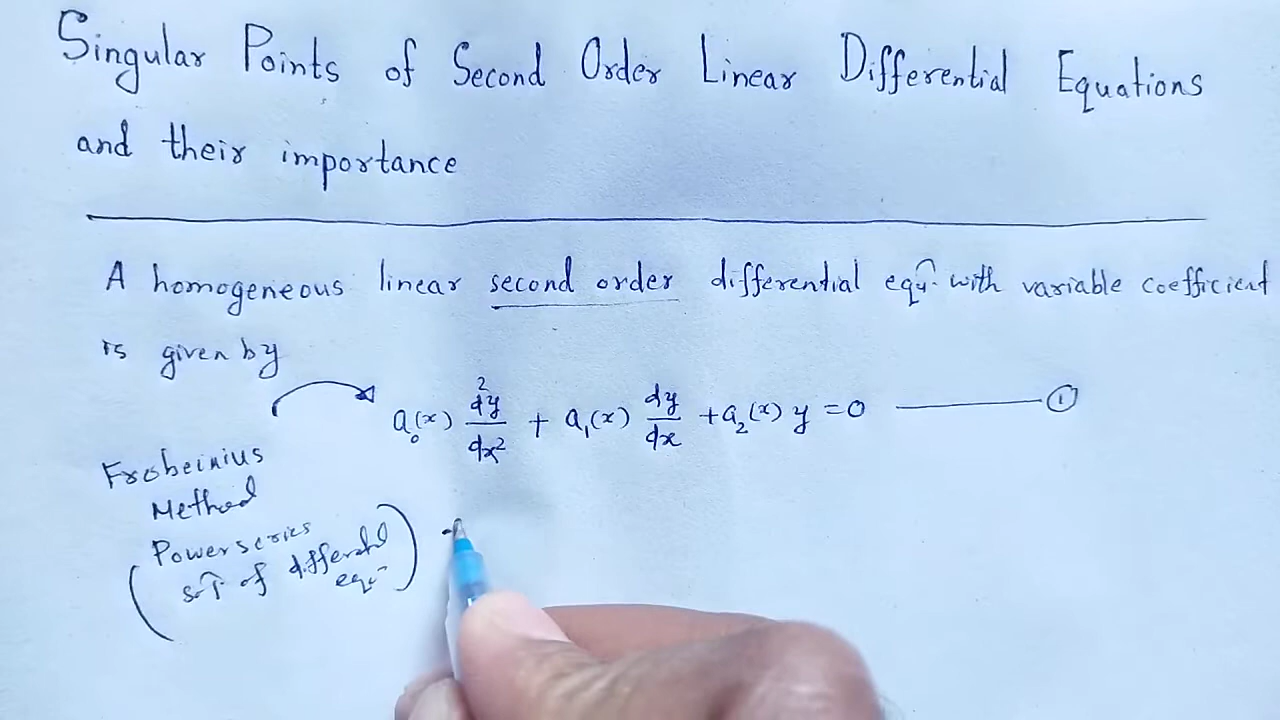 Singular Points of Second Order Linear Differential Equations
and their importance
A homogeneous linear second order differential equn with variable coefficient
is given by
a₀(x) d²y/dx² + a₁(x) dy/dx + a₂(x) y = 0 ——— ①
Frobeinius
Method
(Power series
soln of differential
equn)